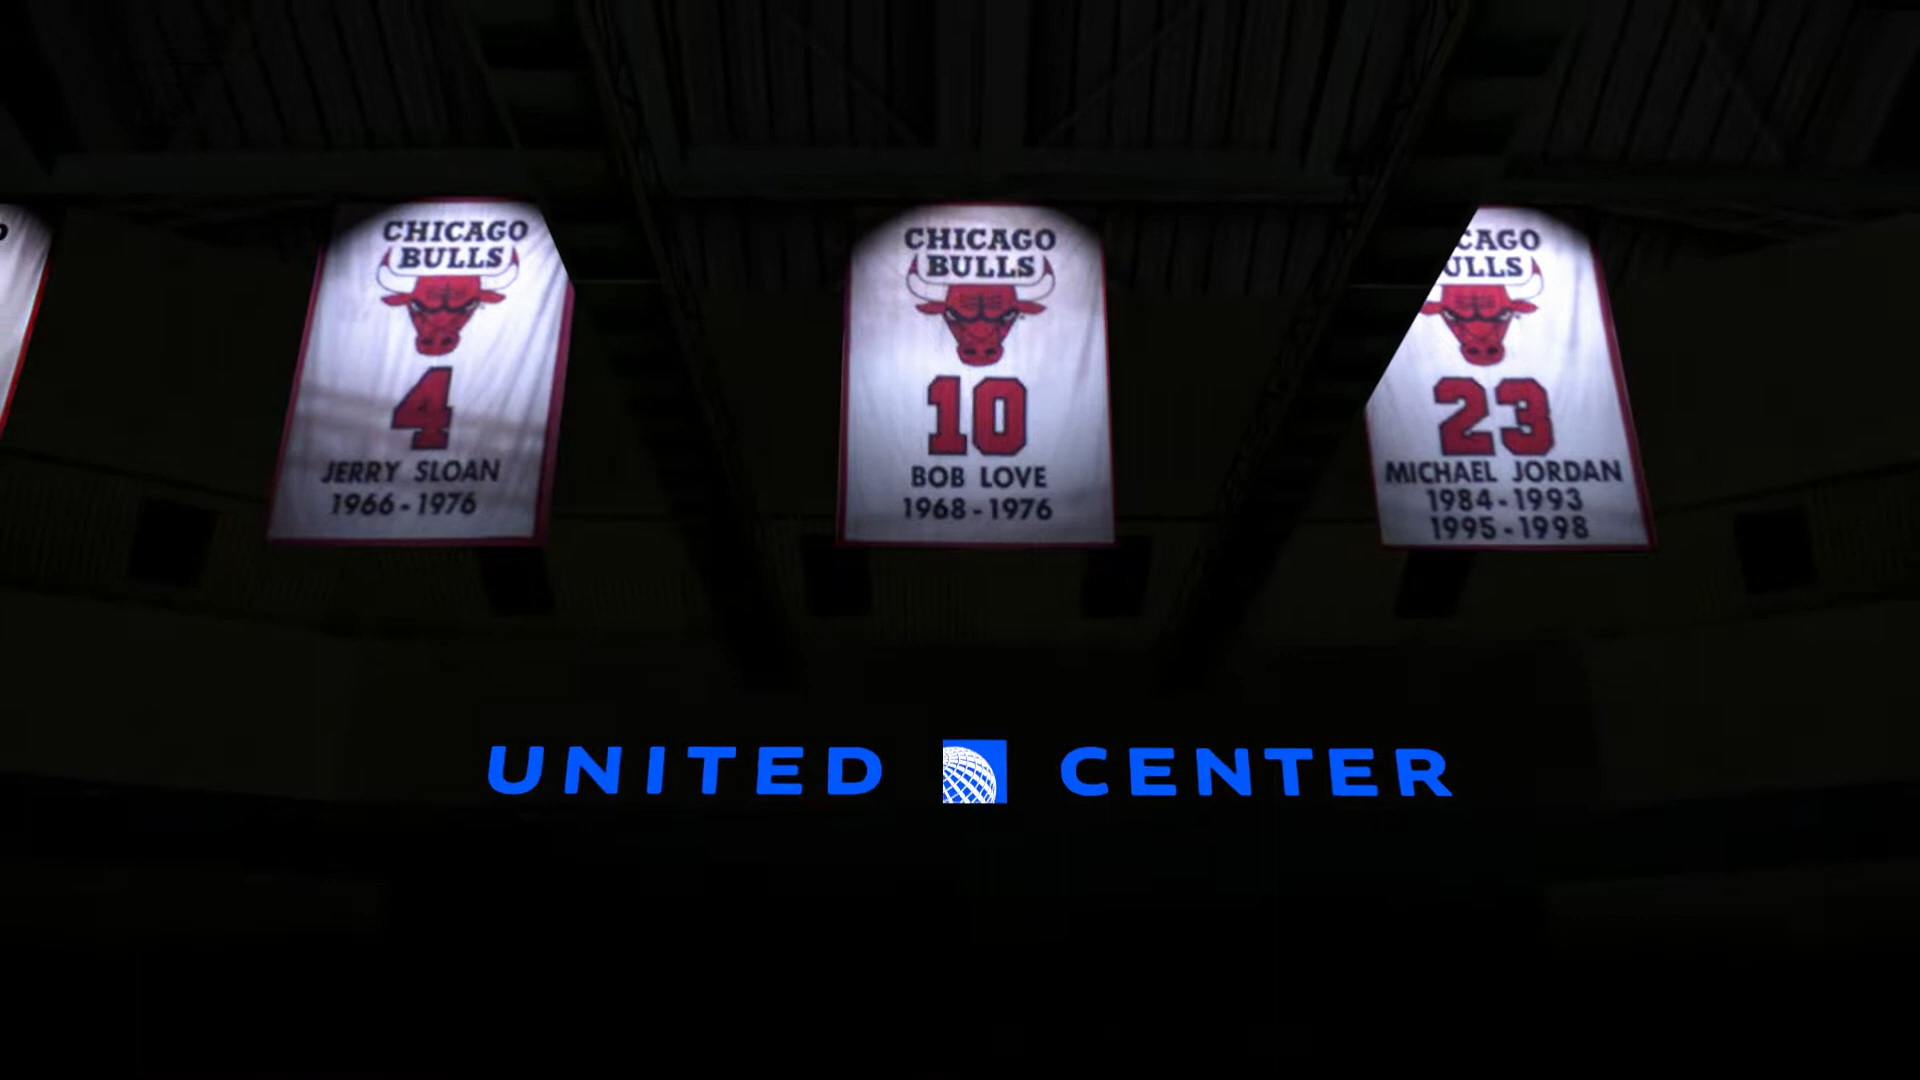 CHICAGO
BULLS
4
JERRY SLOAN
1966-1976
CHICAGO
BULLS
10
BOB LOVE
1968-1976
CAGO
ULLS
23
MICHAEL JORDAN
1984-1993
1995-1998
UNITED CENTER